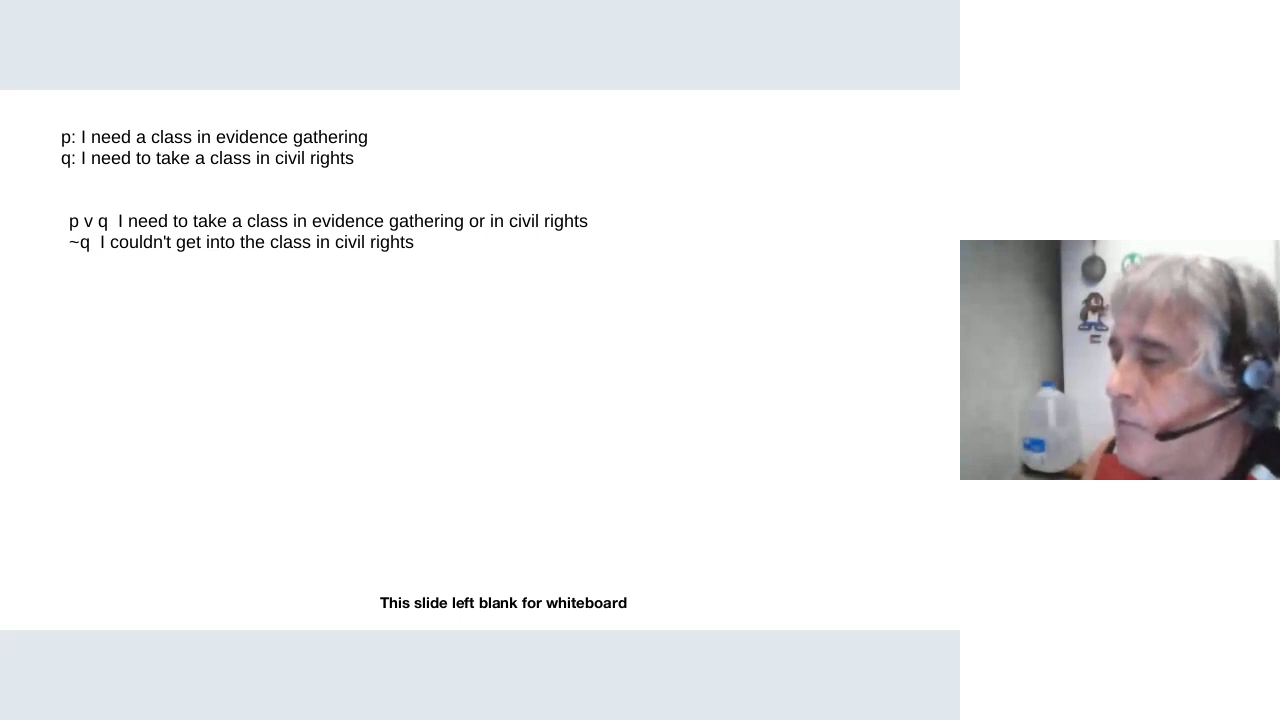 p: I need a class in evidence gathering
q: I need to take a class in civil rights
p v q  I need to take a class in evidence gathering or in civil rights
~q  I couldn't get into the class in civil rights
This slide left blank for whiteboard